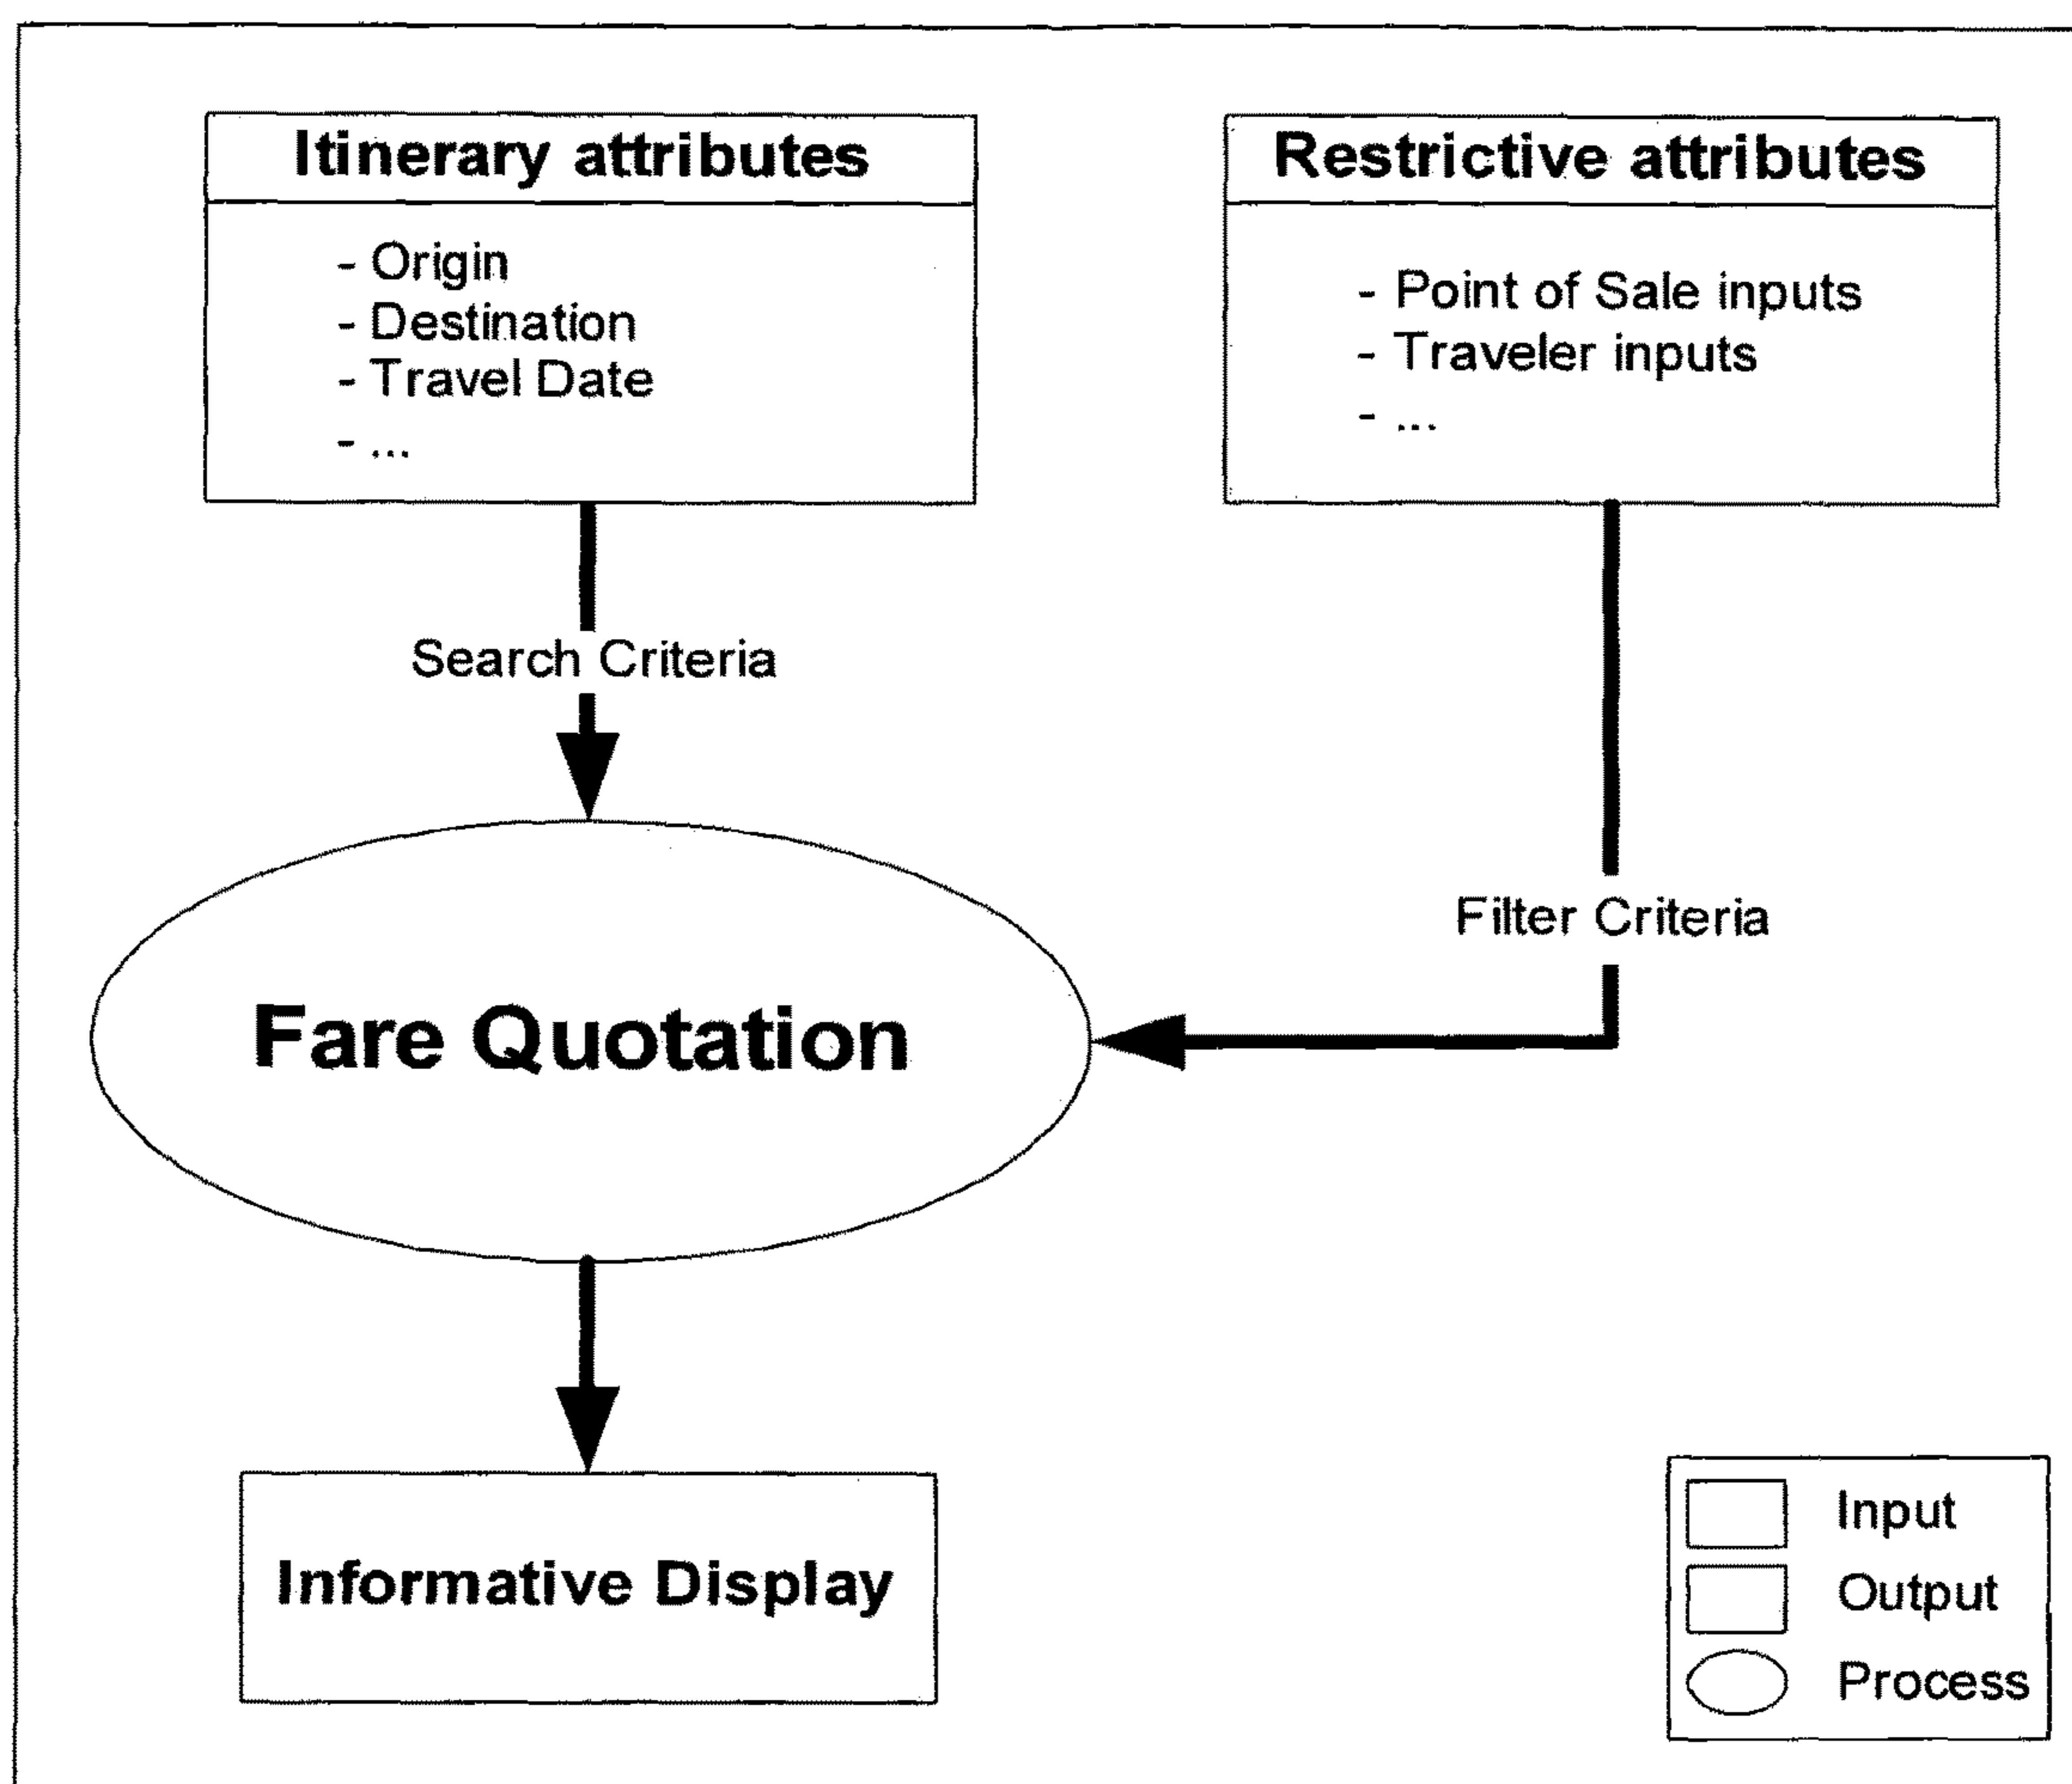 Itinerary attributes
- Origin
- Destination
- Travel Date
- ...
Restrictive attributes
- Point of Sale inputs
- Traveler inputs
- ...
Search Criteria
Filter Criteria
Fare Quotation
Informative Display
Input
Output
Process